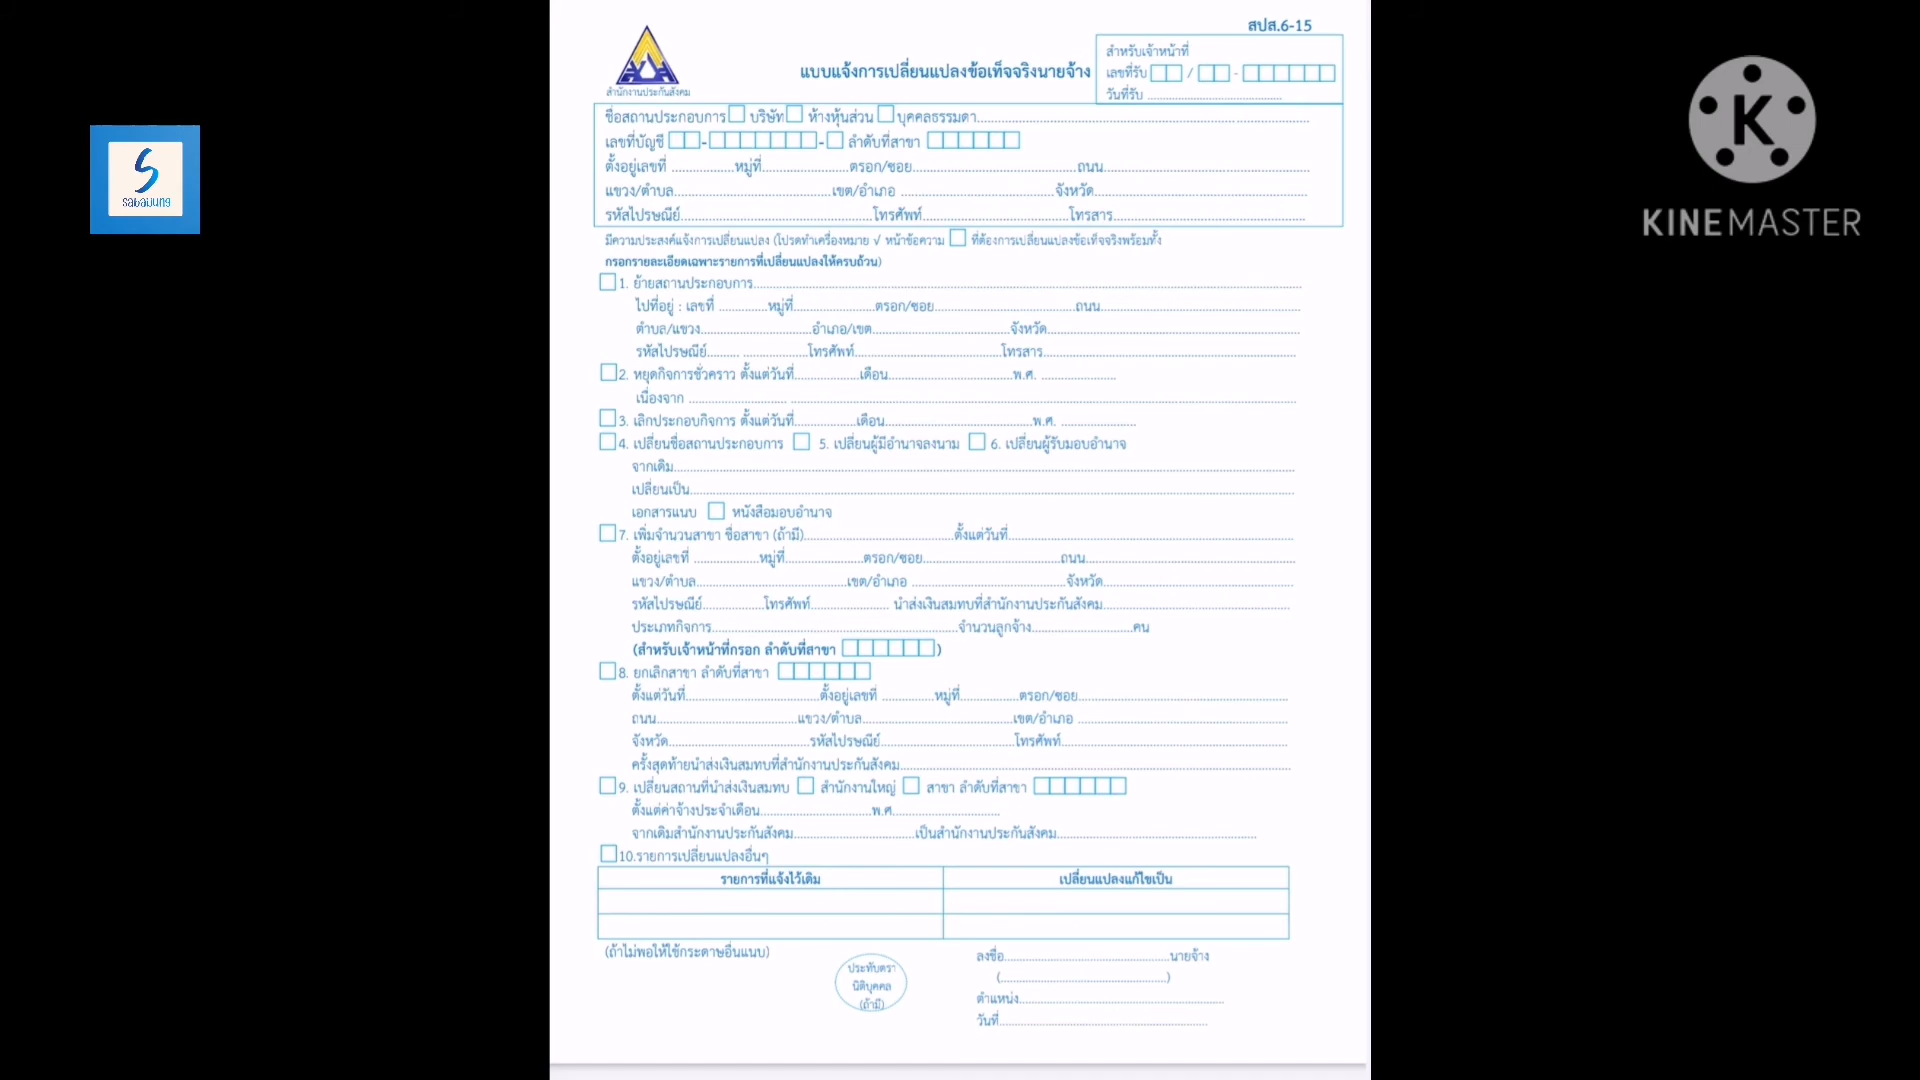 สปส.6-15
สำนักงานประกันสังคม
แบบแจ้งการเปลี่ยนแปลงข้อเท็จจริงนายจ้าง
สำหรับเจ้าหน้าที่
เลขที่รับ / -
วันที่รับ
ชื่อสถานประกอบการ บริษัท ห้างหุ้นส่วน บุคคลธรรมดา
เลขที่บัญชี - - ลำดับที่สาขา
ตั้งอยู่เลขที่ หมู่ที่ ตรอก/ซอย ถนน
แขวง/ตำบล เขต/อำเภอ จังหวัด
รหัสไปรษณีย์ โทรศัพท์ โทรสาร
มีความประสงค์แจ้งการเปลี่ยนแปลง (โปรดทำเครื่องหมาย √ หน้าข้อความ ที่ต้องการเปลี่ยนแปลงข้อเท็จจริงพร้อมทั้ง
กรอกรายละเอียดเฉพาะรายการที่เปลี่ยนแปลงให้ครบถ้วน)
1. ย้ายสถานประกอบการ
ไปที่อยู่ : เลขที่ หมู่ที่ ตรอก/ซอย ถนน
ตำบล/แขวง อำเภอ/เขต จังหวัด
รหัสไปรษณีย์ โทรศัพท์ โทรสาร
2. หยุดกิจการชั่วคราว ตั้งแต่วันที่ เดือน พ.ศ.
เนื่องจาก
3. เลิกประกอบกิจการ ตั้งแต่วันที่ เดือน พ.ศ.
4. เปลี่ยนชื่อสถานประกอบการ 5. เปลี่ยนผู้มีอำนาจลงนาม 6. เปลี่ยนผู้รับมอบอำนาจ
จากเดิม
เปลี่ยนเป็น
เอกสารแนบ หนังสือมอบอำนาจ
7. เพิ่มจำนวนสาขา ชื่อสาขา (ถ้ามี) ตั้งแต่วันที่
ตั้งอยู่เลขที่ หมู่ที่ ตรอก/ซอย ถนน
แขวง/ตำบล เขต/อำเภอ จังหวัด
รหัสไปรษณีย์ โทรศัพท์ นำส่งเงินสมทบที่สำนักงานประกันสังคม
ประเภทกิจการ จำนวนลูกจ้าง คน
(สำหรับเจ้าหน้าที่กรอก ลำดับที่สาขา )
8. ยกเลิกสาขา ลำดับที่สาขา
ตั้งแต่วันที่ ตั้งอยู่เลขที่ หมู่ที่ ตรอก/ซอย
ถนน แขวง/ตำบล เขต/อำเภอ
จังหวัด รหัสไปรษณีย์ โทรศัพท์
ครั้งสุดท้ายนำส่งเงินสมทบที่สำนักงานประกันสังคม
9. เปลี่ยนสถานที่นำส่งเงินสมทบ สำนักงานใหญ่ สาขา ลำดับที่สาขา
ตั้งแต่ค่าจ้างประจำเดือน พ.ศ.
จากเดิมสำนักงานประกันสังคม เป็นสำนักงานประกันสังคม
10.รายการเปลี่ยนแปลงอื่นๆ
รายการที่แจ้งไว้เดิม เปลี่ยนแปลงแก้ไขเป็น
(ถ้าไม่พอให้ใช้กระดาษอื่นแนบ)
ประทับตรา
นิติบุคคล
(ถ้ามี)
ลงชื่อ นายจ้าง
( )
ตำแหน่ง
วันที่
S
sabaijung
K
KINEMASTER